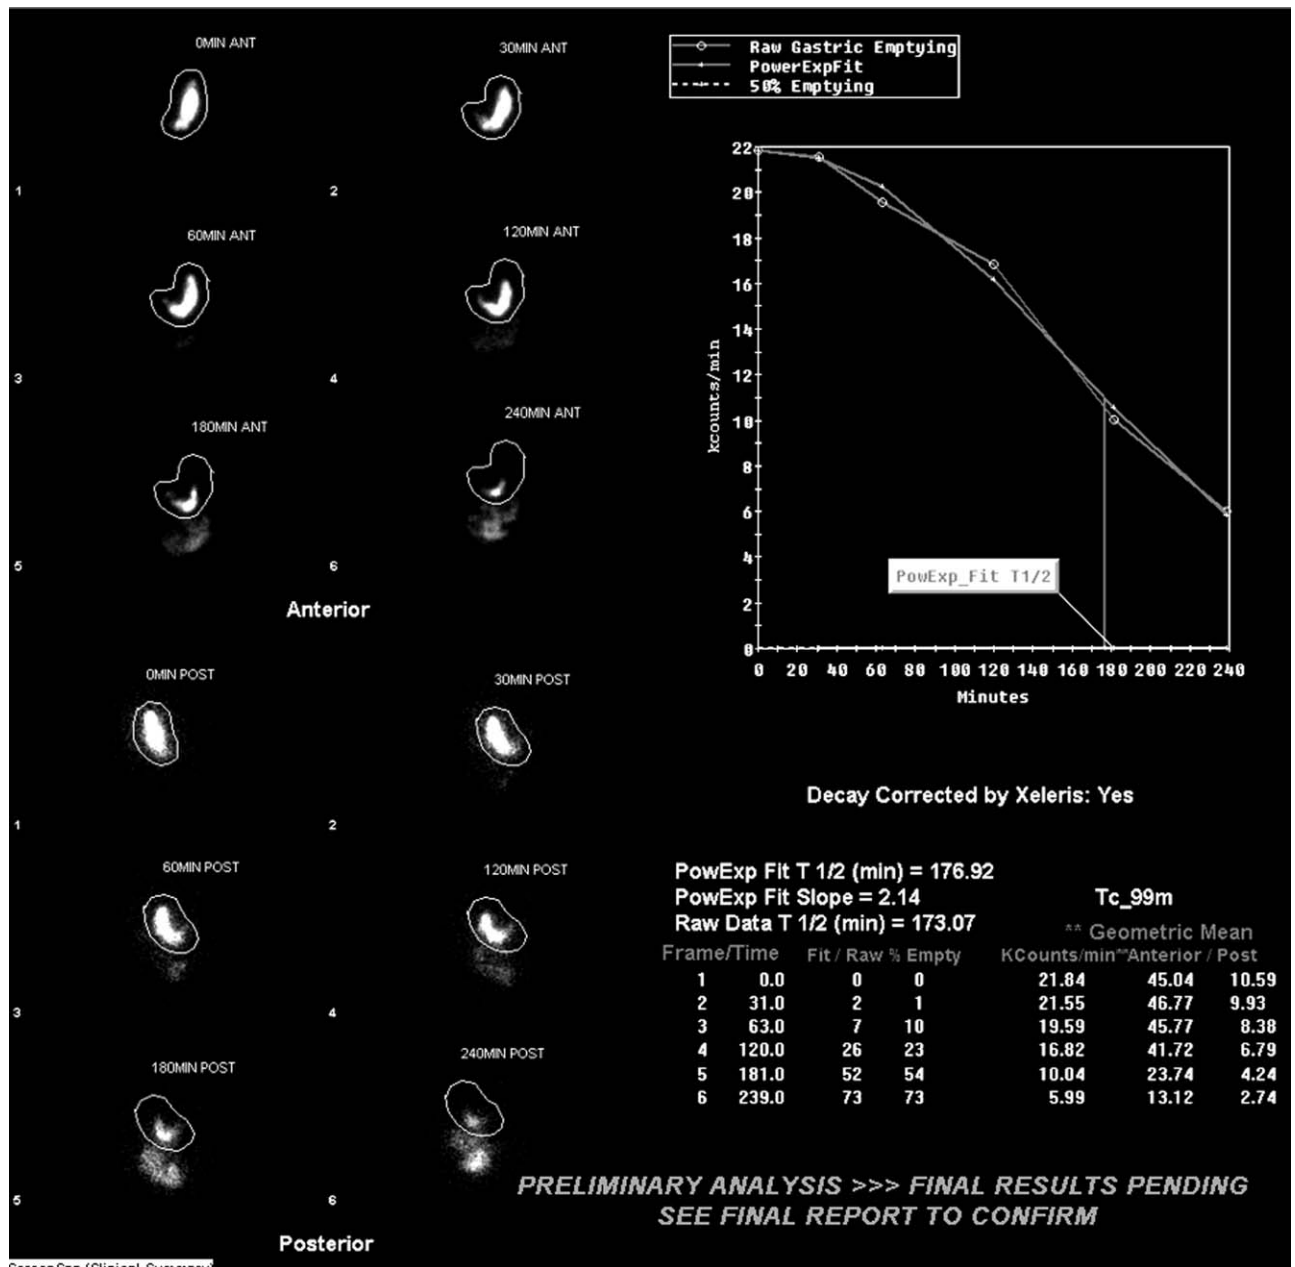 0MIN ANT
30MIN ANT
1
2
60MIN ANT
120MIN ANT
3
4
180MIN ANT
240MIN ANT
5
6
Anterior
0MIN POST
30MIN POST
1
2
60MIN POST
120MIN POST
3
4
180MIN POST
240MIN POST
5
6
Posterior
Raw Gastric Emptying
PowerExpFit
50% Emptying
22
20
18
16
14
12
10
8
6
4
2
0
kcounts/min
PowExp_Fit T1/2
0 20 40 60 80 100 120 140 160 180 200 220 240
Minutes
Decay Corrected by Xeleris: Yes
PowExp Fit T 1/2 (min) = 176.92
PowExp Fit Slope = 2.14 Tc_99m
Raw Data T 1/2 (min) = 173.07 ** Geometric Mean
Frame/Time Fit / Raw % Empty KCounts/min**Anterior / Post
1 0.0 0 0 21.84 45.04 10.59
2 31.0 2 1 21.55 46.77 9.93
3 63.0 7 10 19.59 45.77 8.38
4 120.0 26 23 16.82 41.72 6.79
5 181.0 52 54 10.04 23.74 4.24
6 239.0 73 73 5.99 13.12 2.74
PRELIMINARY ANALYSIS >>> FINAL RESULTS PENDING
SEE FINAL REPORT TO CONFIRM